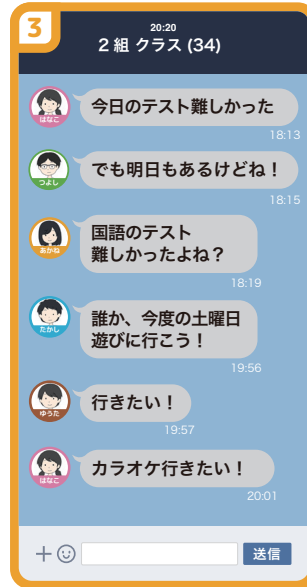 3
20:20
2組 クラス (34)
今日のテスト難しかった
はなこ
18:13
でも明日もあるけどね！
つよし
18:15
国語のテスト
難しかったよね？
あかね
18:19
誰か、今度の土曜日
遊びに行こう！
たかし
19:56
行きたい！
ゆうた
19:57
カラオケ行きたい！
はなこ
20:01
送信